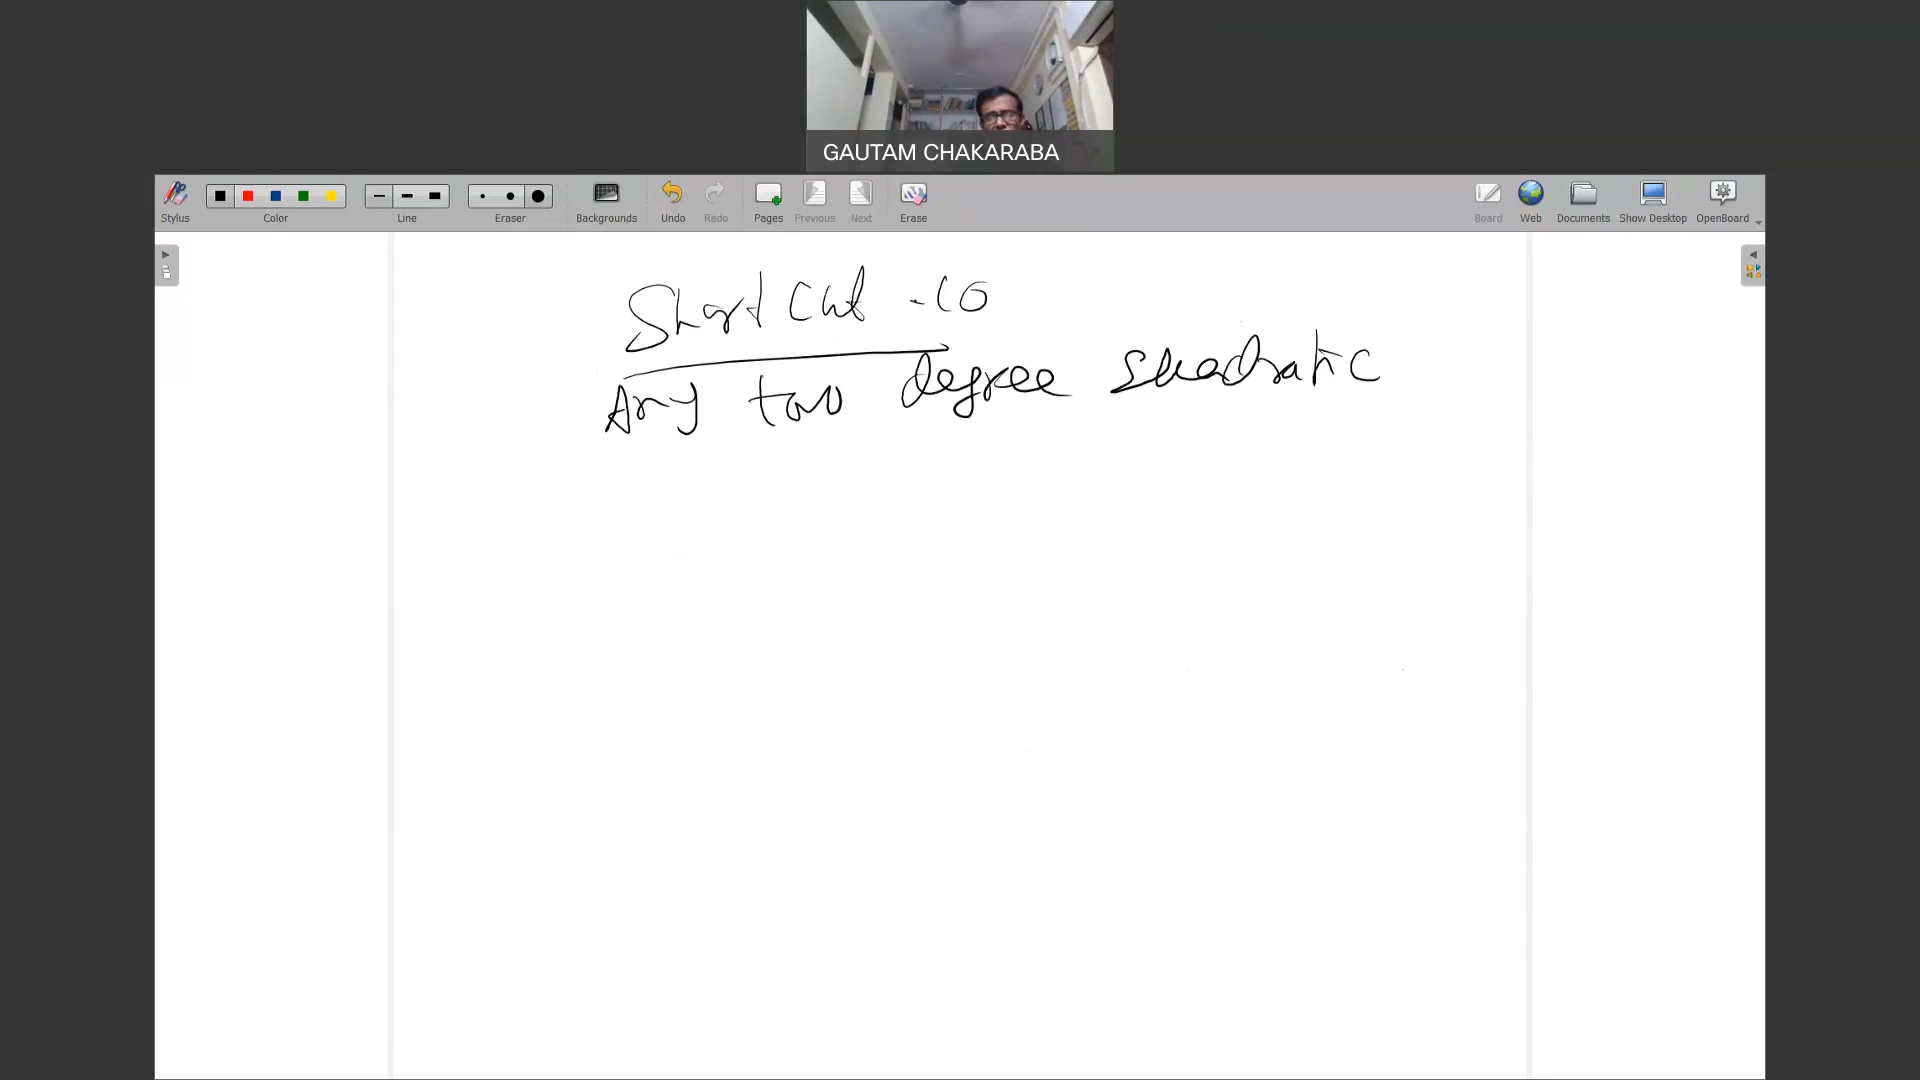 GAUTAM CHAKARABA
Stylus Color Line Eraser Backgrounds Undo Redo Pages Previous Next Erase Board Web Documents Show Desktop OpenBoard
Short Cut -10
Any two degree quadratic